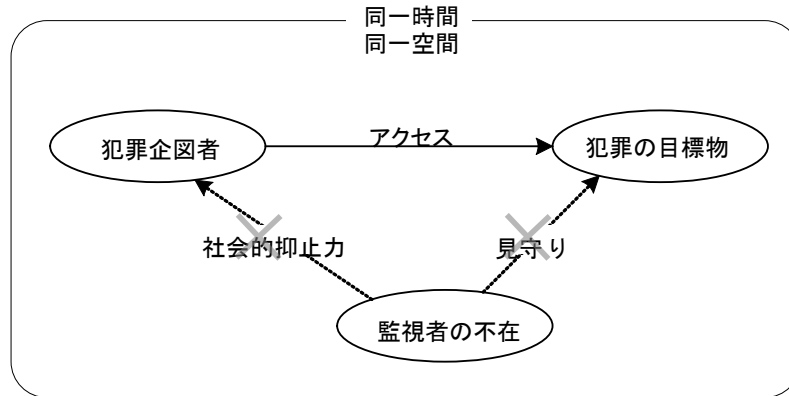 同一時間
同一空間
犯罪企図者
アクセス
犯罪の目標物
社会的抑止力
見守り
監視者の不在